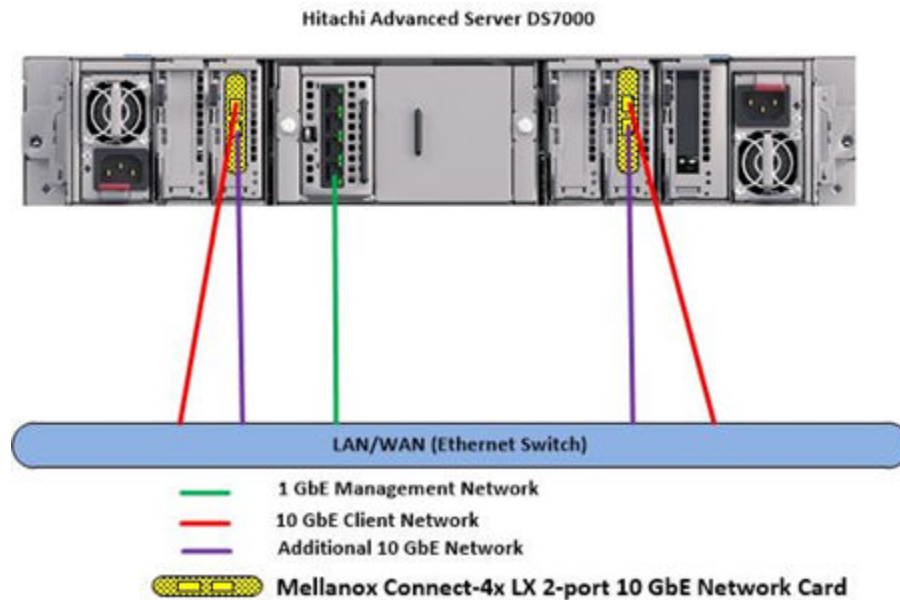 Hitachi Advanced Server DS7000
LAN/WAN (Ethernet Switch)
1 GbE Management Network
10 GbE Client Network
Additional 10 GbE Network
Mellanox Connect-4x LX 2-port 10 GbE Network Card